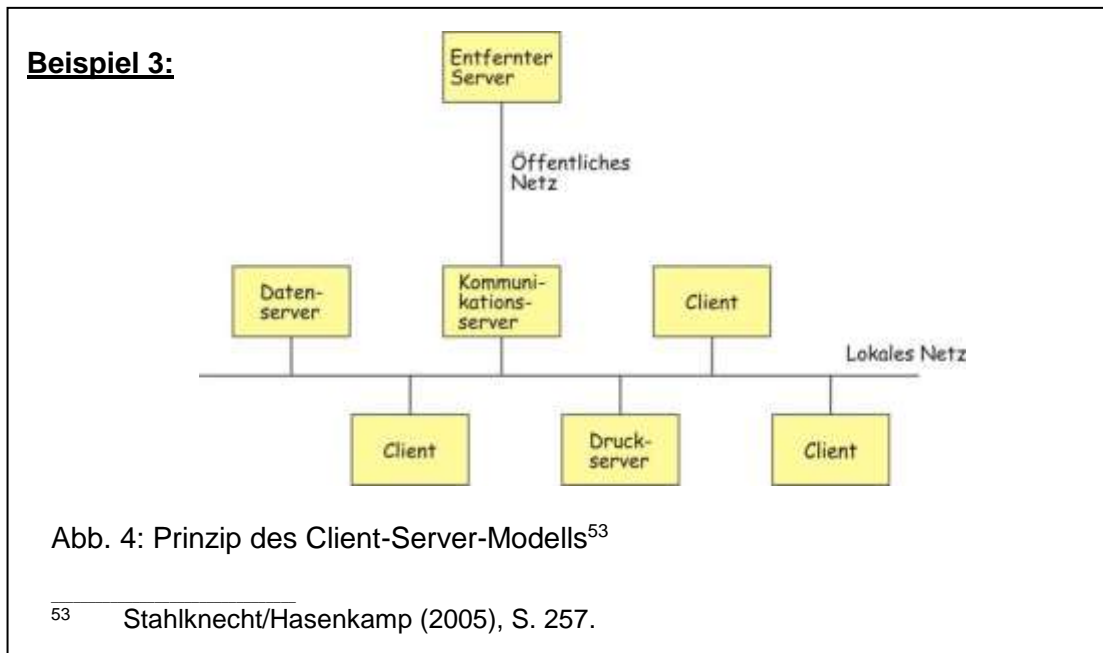 Beispiel 3:
Entfernter
Server
Öffentliches
Netz
Daten-
server
Kommuni-
kations-
server
Client
Lokales Netz
Client
Druck-
server
Client
Abb. 4: Prinzip des Client-Server-Modells53
53 Stahlknecht/Hasenkamp (2005), S. 257.